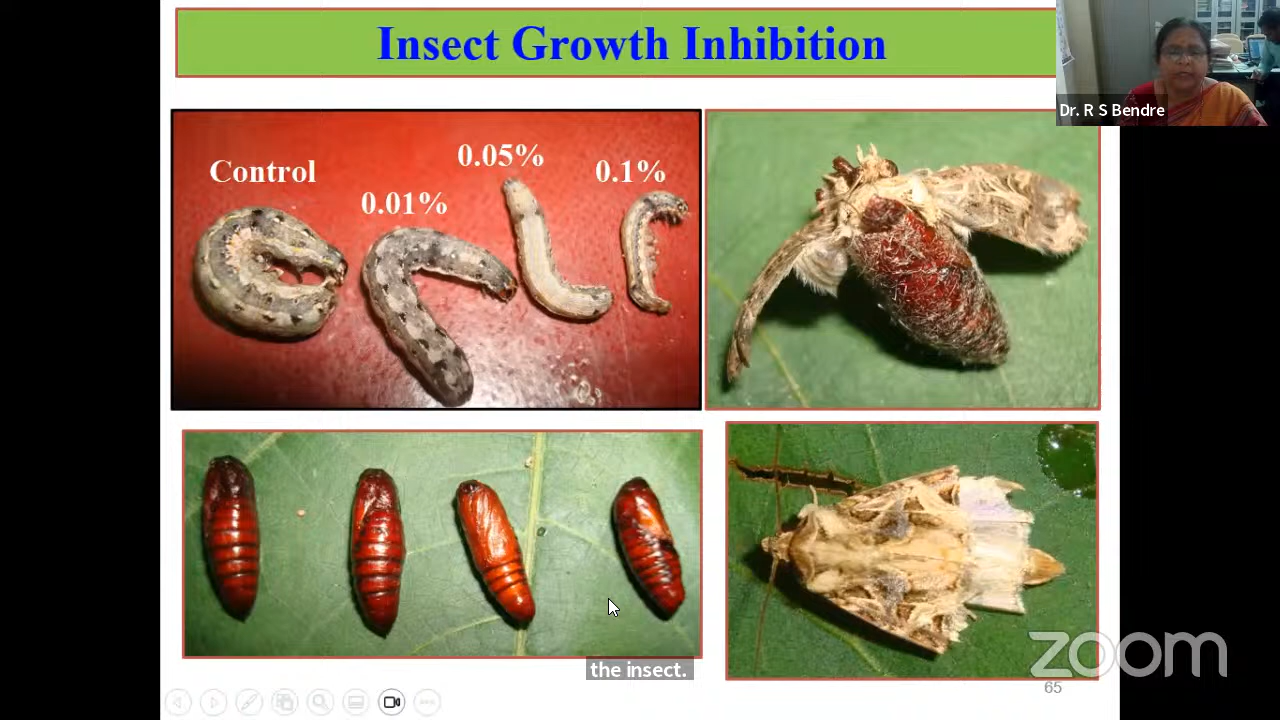 Insect Growth Inhibition
Dr. R S Bendre
Control
0.01%
0.05%
0.1%
the insect.
zoom
65